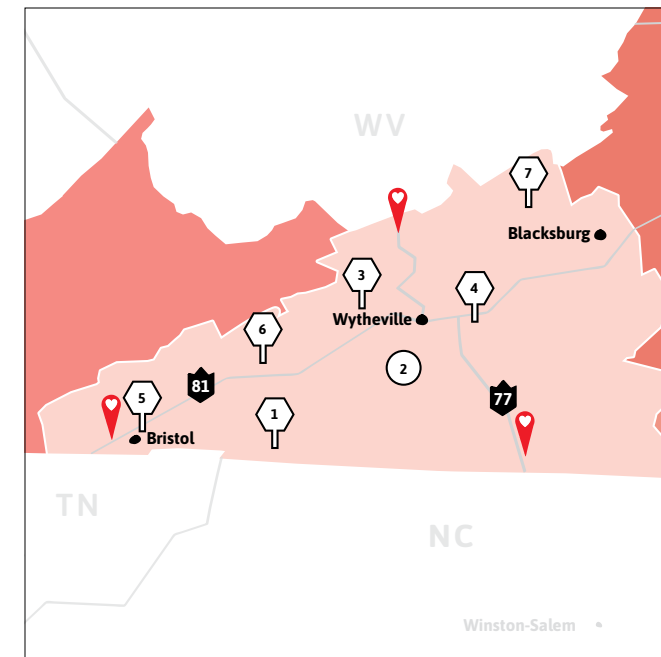 WV
7
Blacksburg
3
4
Wytheville
6
2
81
5
77
1
Bristol
TN
NC
Winston-Salem